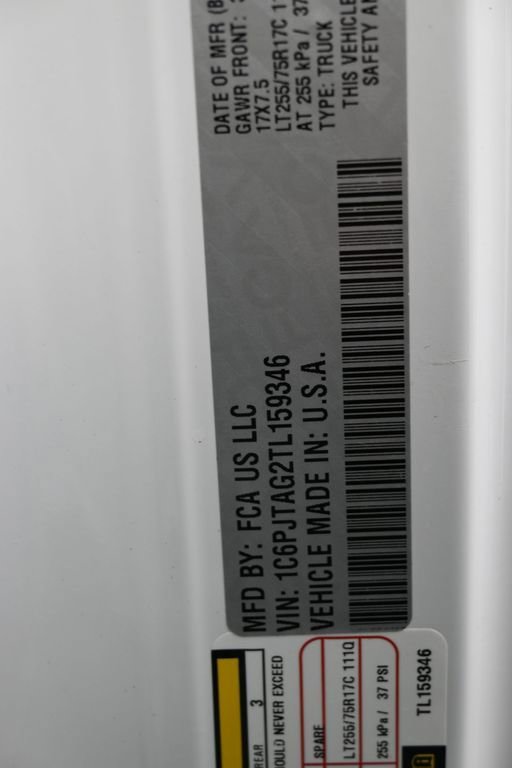 MFD BY: FCA US LLC
VIN: 1C6PJTAG2TL159346
VEHICLE MADE IN: U.S.A.
DATE OF MFR
GAWR FRONT:
17X7.5
LT255/75R17C
AT 255 kPa / 37
TYPE: TRUCK
THIS VEHICLE
SAFETY
REAR 3
NEVER EXCEED
SPARE
LT255/75R17C 111Q
255 kPa / 37 PSI
TL159346